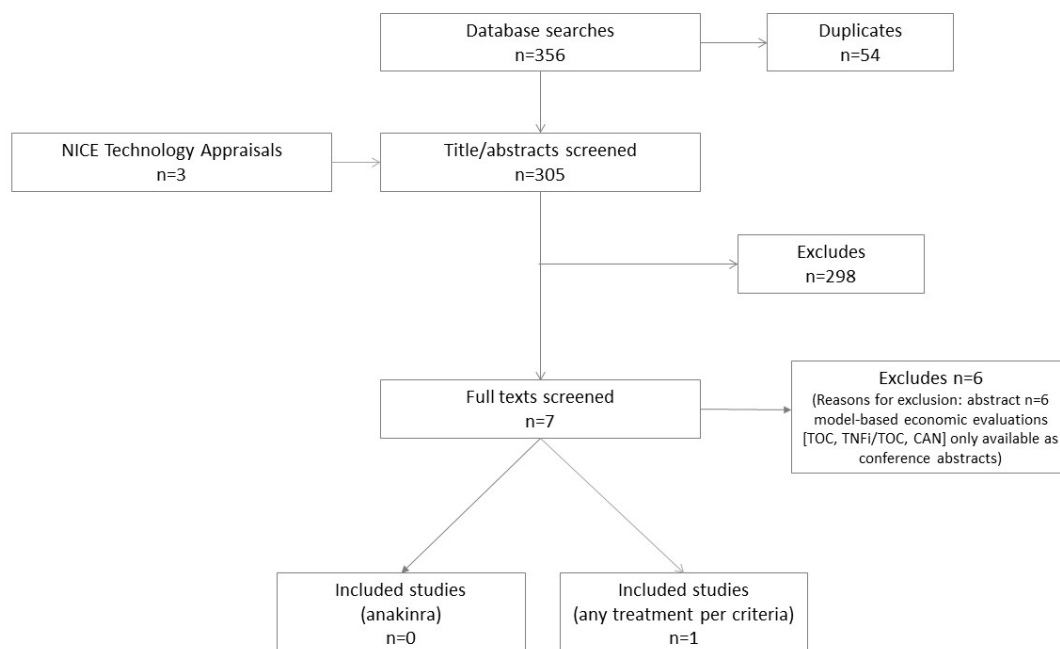 Database searches
n=356
Duplicates
n=54
NICE Technology Appraisals
n=3
Title/abstracts screened
n=305
Excludes
n=298
Full texts screened
n=7
Excludes n=6
(Reasons for exclusion: abstract n=6
model-based economic evaluations
[TOC, TNFi/TOC, CAN] only available as
conference abstracts)
Included studies
(anakinra)
n=0
Included studies
(any treatment per criteria)
n=1